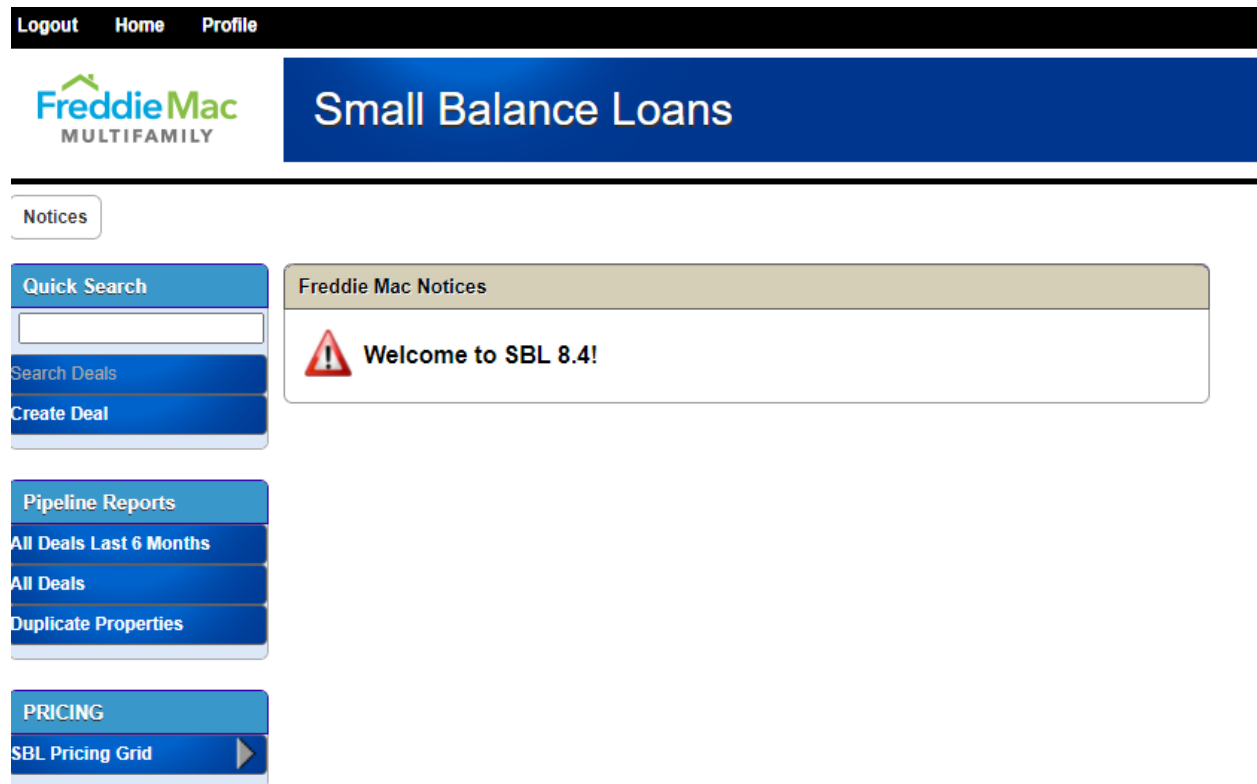 Logout Home Profile
Freddie Mac
MULTIFAMILY
Small Balance Loans
Notices
Quick Search
Search Deals
Create Deal
Freddie Mac Notices
Welcome to SBL 8.4!
Pipeline Reports
All Deals Last 6 Months
All Deals
Duplicate Properties
PRICING
SBL Pricing Grid